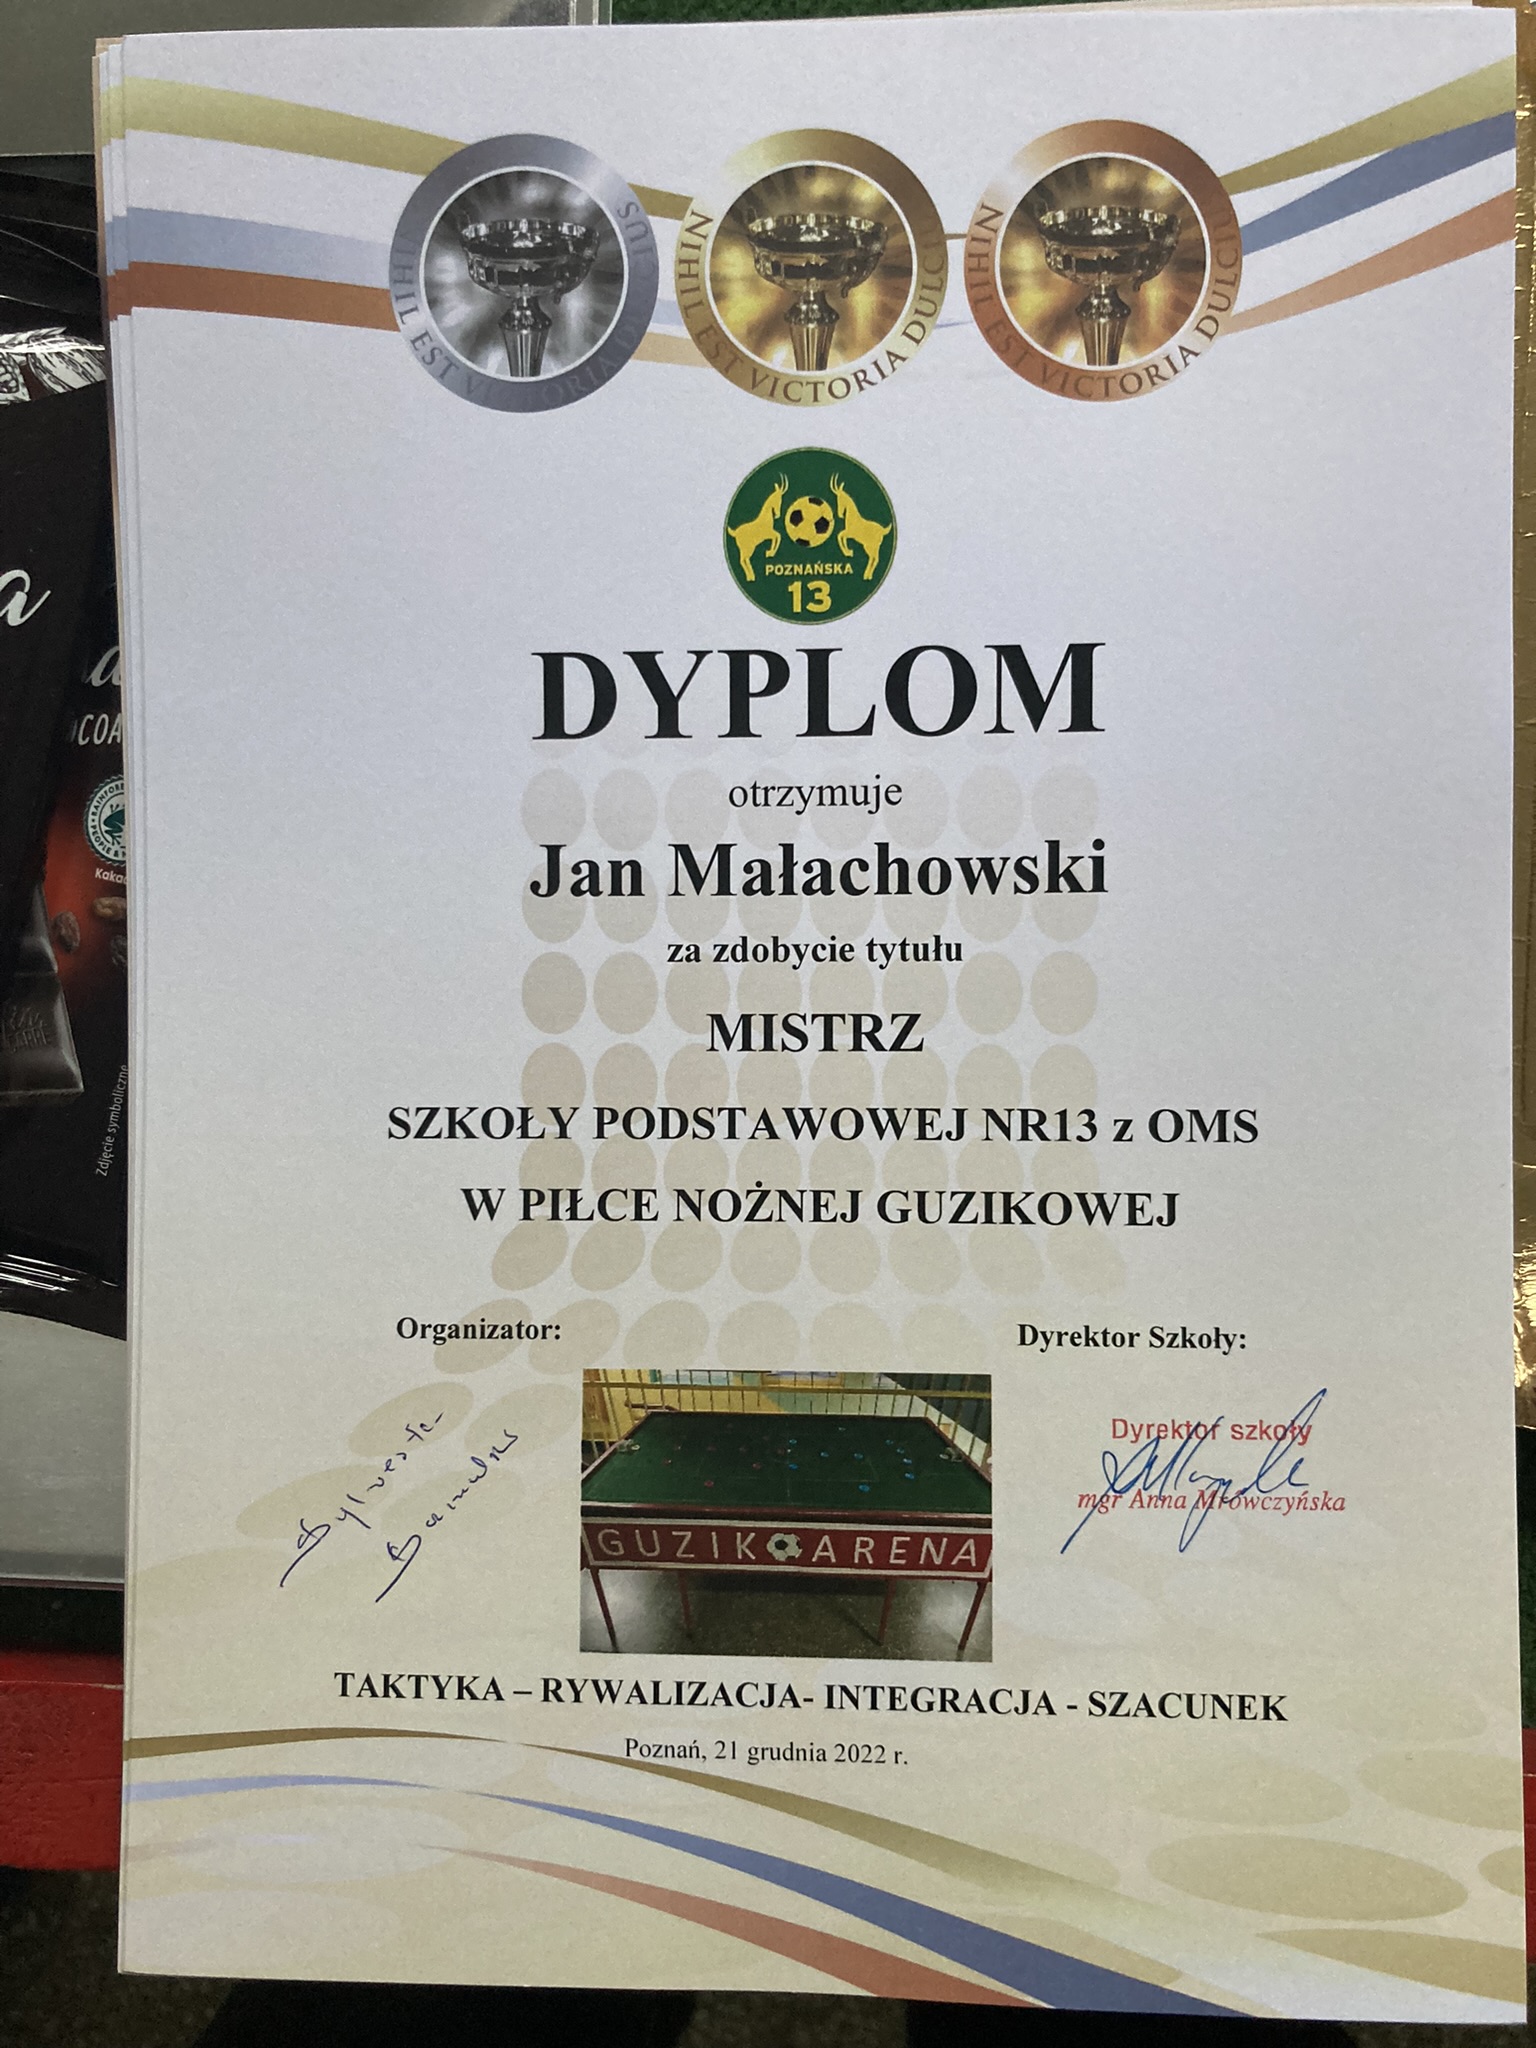 NIHIL EST VICTORIA DULCIUS
NIHIL EST VICTORIA DULCIUS
NIHIL EST VICTORIA DULCIUS
POZNAŃSKA
13
DYPLOM
otrzymuje
Jan Małachowski
za zdobycie tytułu
MISTRZ
SZKOŁY PODSTAWOWEJ NR13 z OMS
W PIŁCE NOŻNEJ GUZIKOWEJ
Organizator:
Dyrektor Szkoły:
Dyrektor szkoły
mgr Anna Mrówczyńska
GUZIK ARENA
TAKTYKA – RYWALIZACJA- INTEGRACJA - SZACUNEK
Poznań, 21 grudnia 2022 r.
Zdjęcie symboliczne